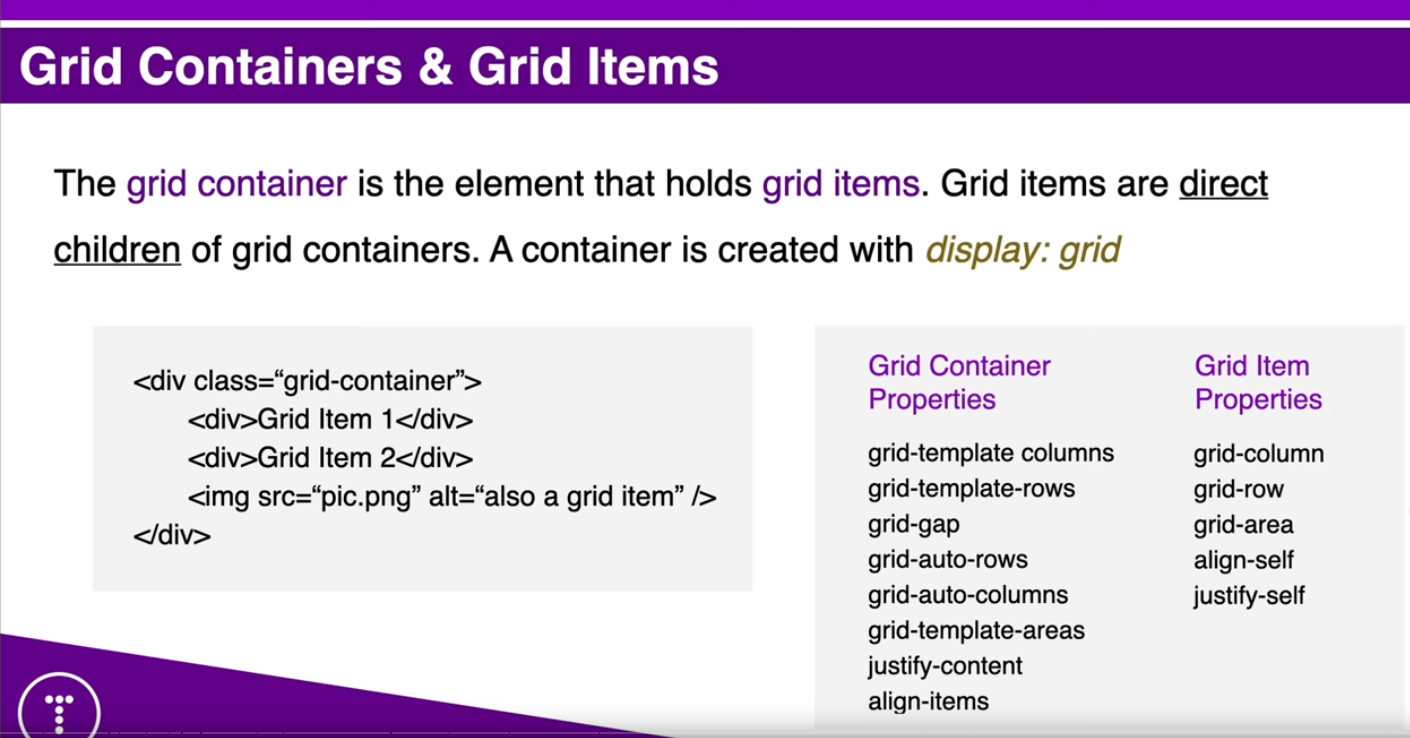 Grid Containers & Grid Items
The grid container is the element that holds grid items. Grid items are direct
children of grid containers. A container is created with display: grid
<div class=“grid-container”>
<div>Grid Item 1</div>
<div>Grid Item 2</div>
<img src=“pic.png” alt=“also a grid item” />
</div>
Grid Container
Properties
grid-template columns
grid-template-rows
grid-gap
grid-auto-rows
grid-auto-columns
grid-template-areas
justify-content
align-items
Grid Item
Properties
grid-column
grid-row
grid-area
align-self
justify-self